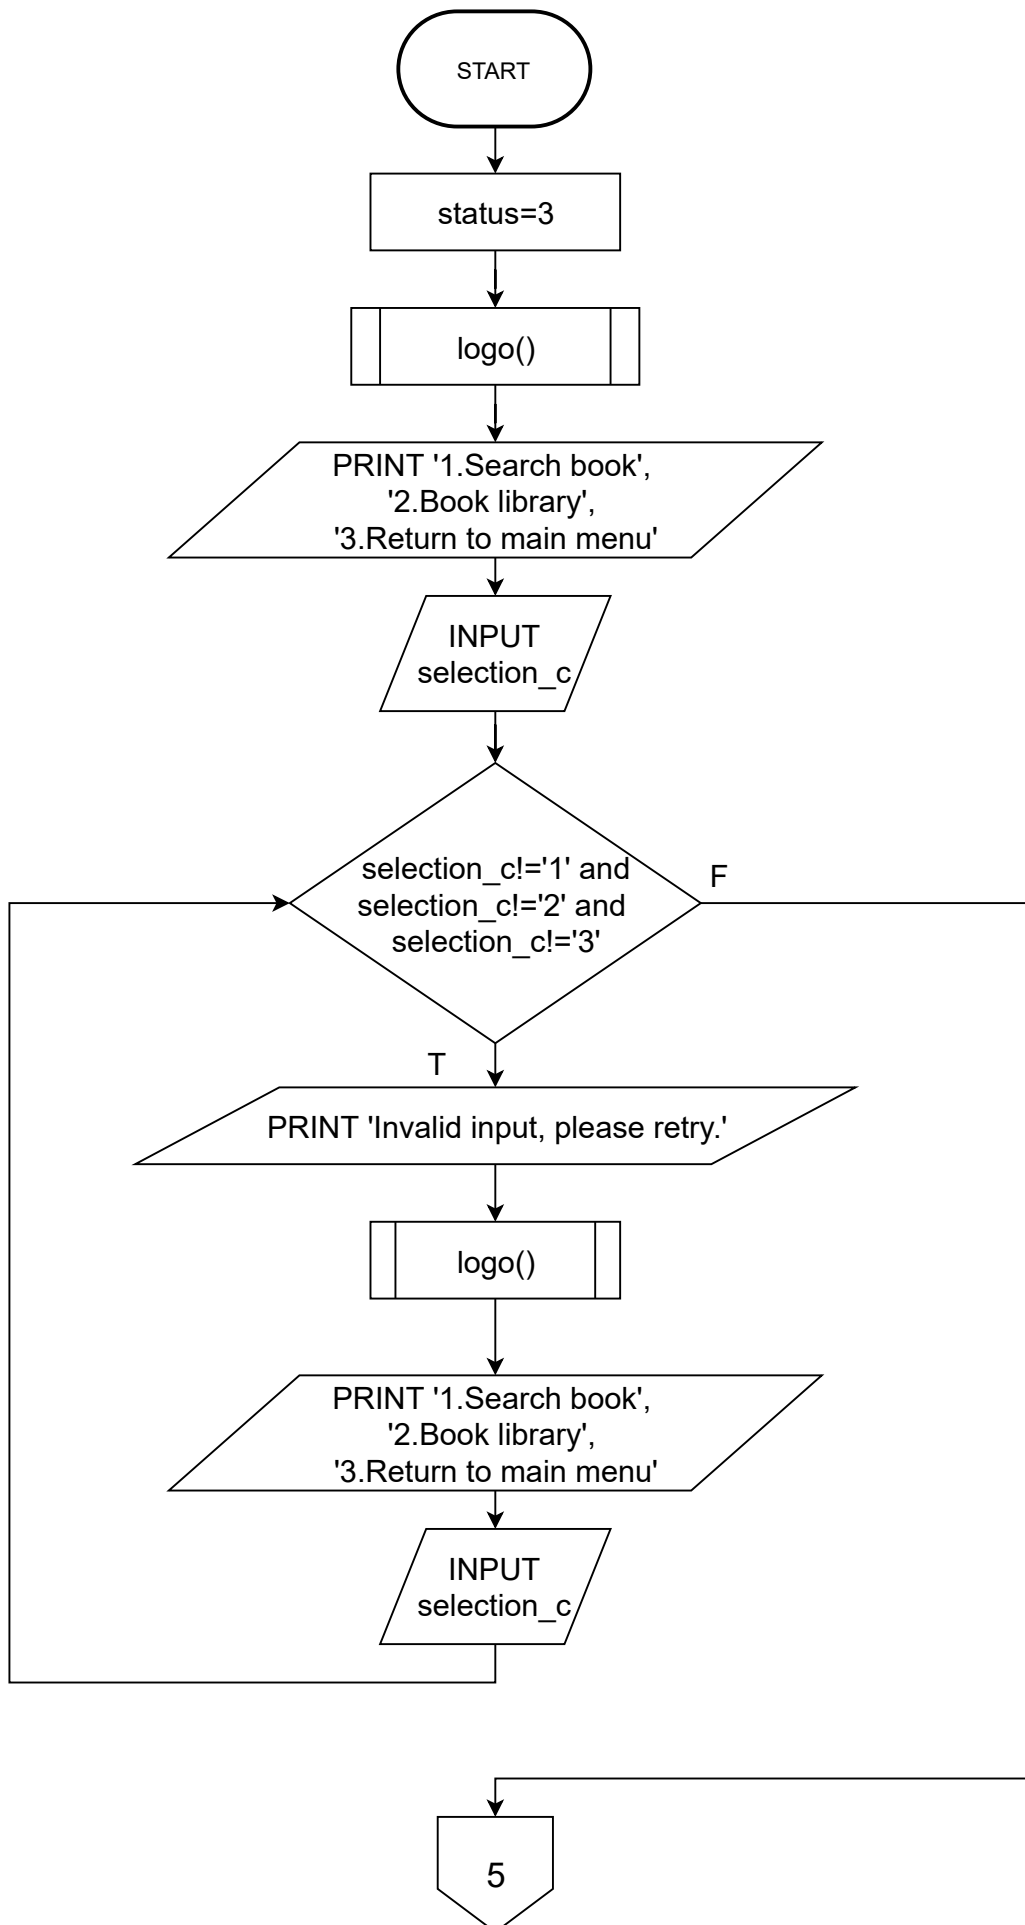 START
status=3
logo()
PRINT '1.Search book',
'2.Book library',
'3.Return to main menu'
INPUT
selection_c
selection_c!='1' and
selection_c!='2' and
selection_c!='3'
F
T
PRINT 'Invalid input, please retry.'
logo()
PRINT '1.Search book',
'2.Book library',
'3.Return to main menu'
INPUT
selection_c
5